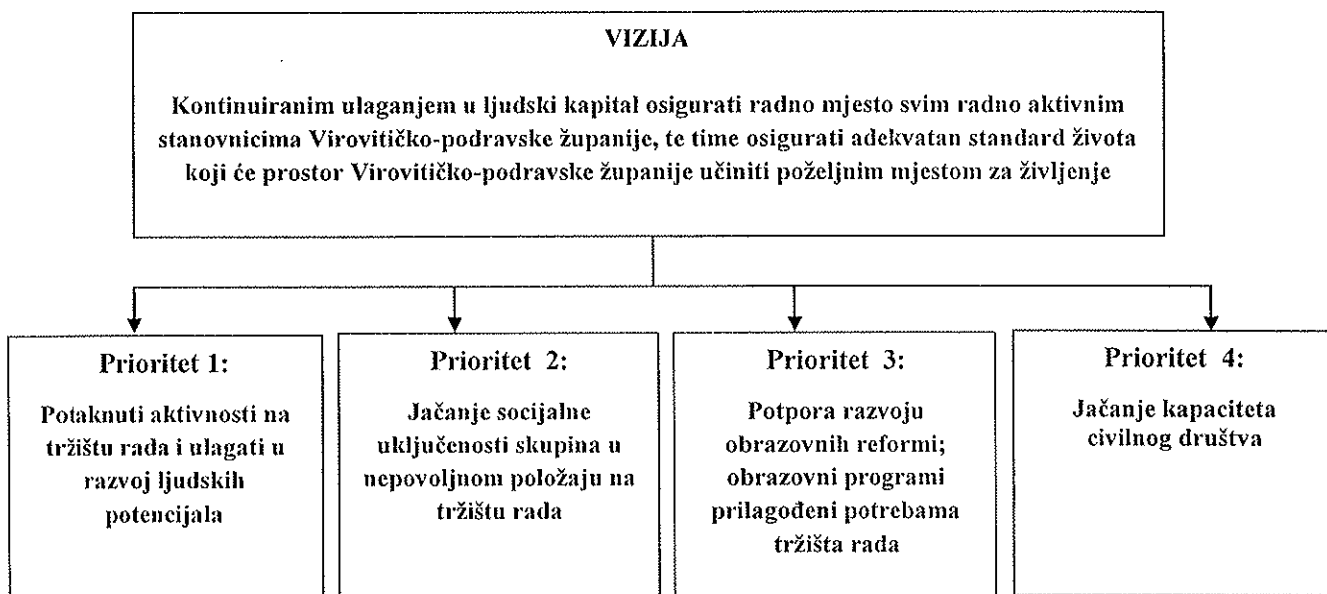 VIZIJA
Kontinuiranim ulaganjem u ljudski kapital osigurati radno mjesto svim radno aktivnim
stanovnicima Virovitičko-podravske županije, te time osigurati adekvatan standard života
koji će prostor Virovitičko-podravske županije učiniti poželjnim mjestom za življenje
Prioritet 1:
Potaknuti aktivnosti na
tržištu rada i ulagati u
razvoj ljudskih
potencijala
Prioritet 2:
Jačanje socijalne
uključenosti skupina u
nepovoljnom položaju na
tržištu rada
Prioritet 3:
Potpora razvoju
obrazovnih reformi;
obrazovni programi
prilagođeni potrebama
tržišta rada
Prioritet 4:
Jačanje kapaciteta
civilnog društva